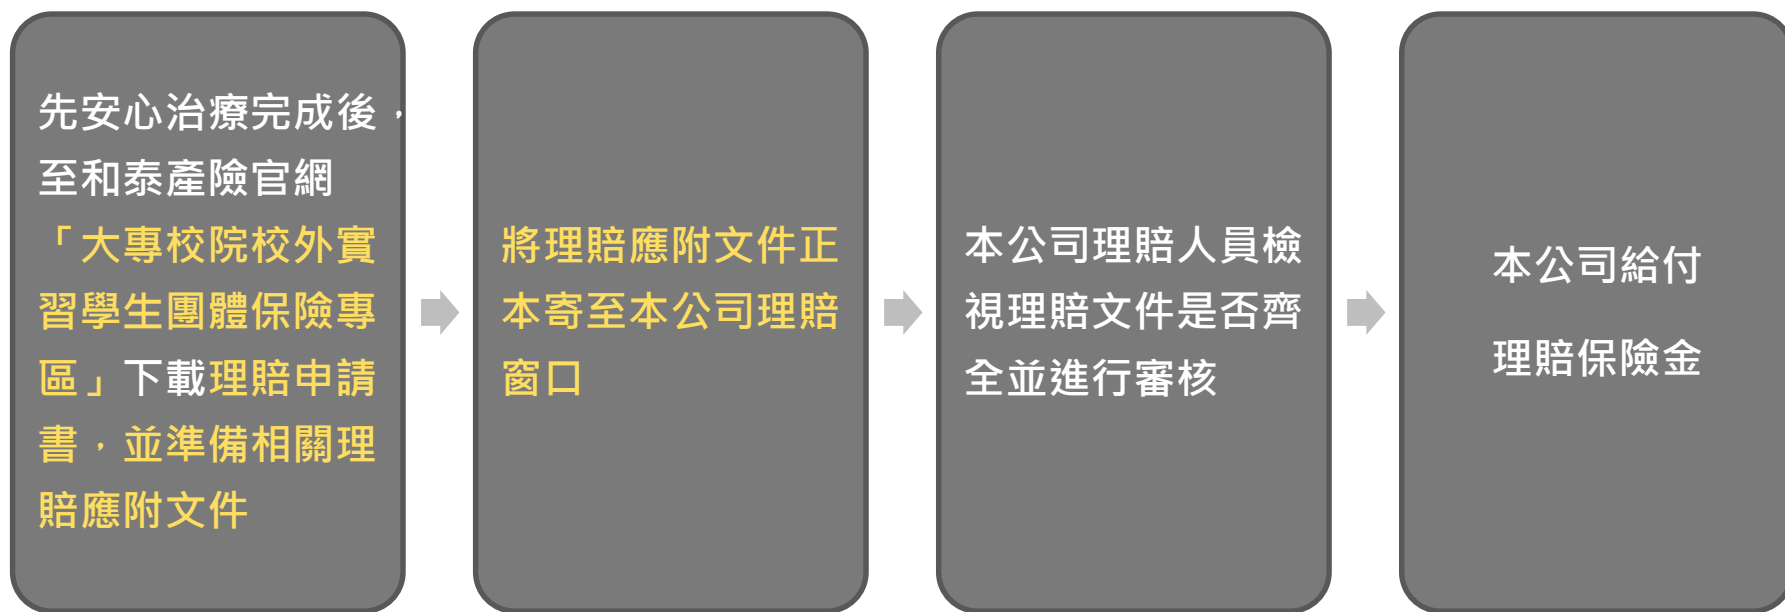 先安心治療完成後，
至和泰產險官網
「大專校院校外實
習學生團體保險專
區」下載理賠申請
書，並準備相關理
賠應附文件
將理賠應附文件正
本寄至本公司理賠
窗口
本公司理賠人員檢
視理賠文件是否齊
全並進行審核
本公司給付
理賠保險金